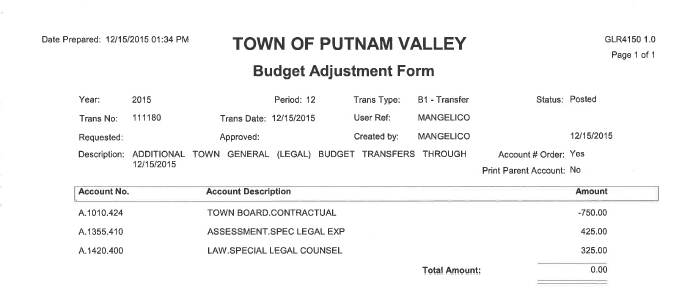 Date Prepared: 12/15/2015 01:34 PM
TOWN OF PUTNAM VALLEY
GLR4150 1.0
Page 1 of 1
Budget Adjustment Form
Year: 2015 Period: 12 Trans Type: B1 - Transfer Status: Posted
Trans No: 111180 Trans Date: 12/15/2015 User Ref: MANGELICO
Requested: Approved: Created by: MANGELICO 12/15/2015
Description: ADDITIONAL TOWN GENERAL (LEGAL) BUDGET TRANSFERS THROUGH Account # Order: Yes
12/15/2015
Print Parent Account: No
Account No. Account Description Amount
A.1010.424 TOWN BOARD.CONTRACTUAL -750.00
A.1355.410 ASSESSMENT.SPEC LEGAL EXP 425.00
A.1420.400 LAW.SPECIAL LEGAL COUNSEL 325.00
Total Amount: 0.00